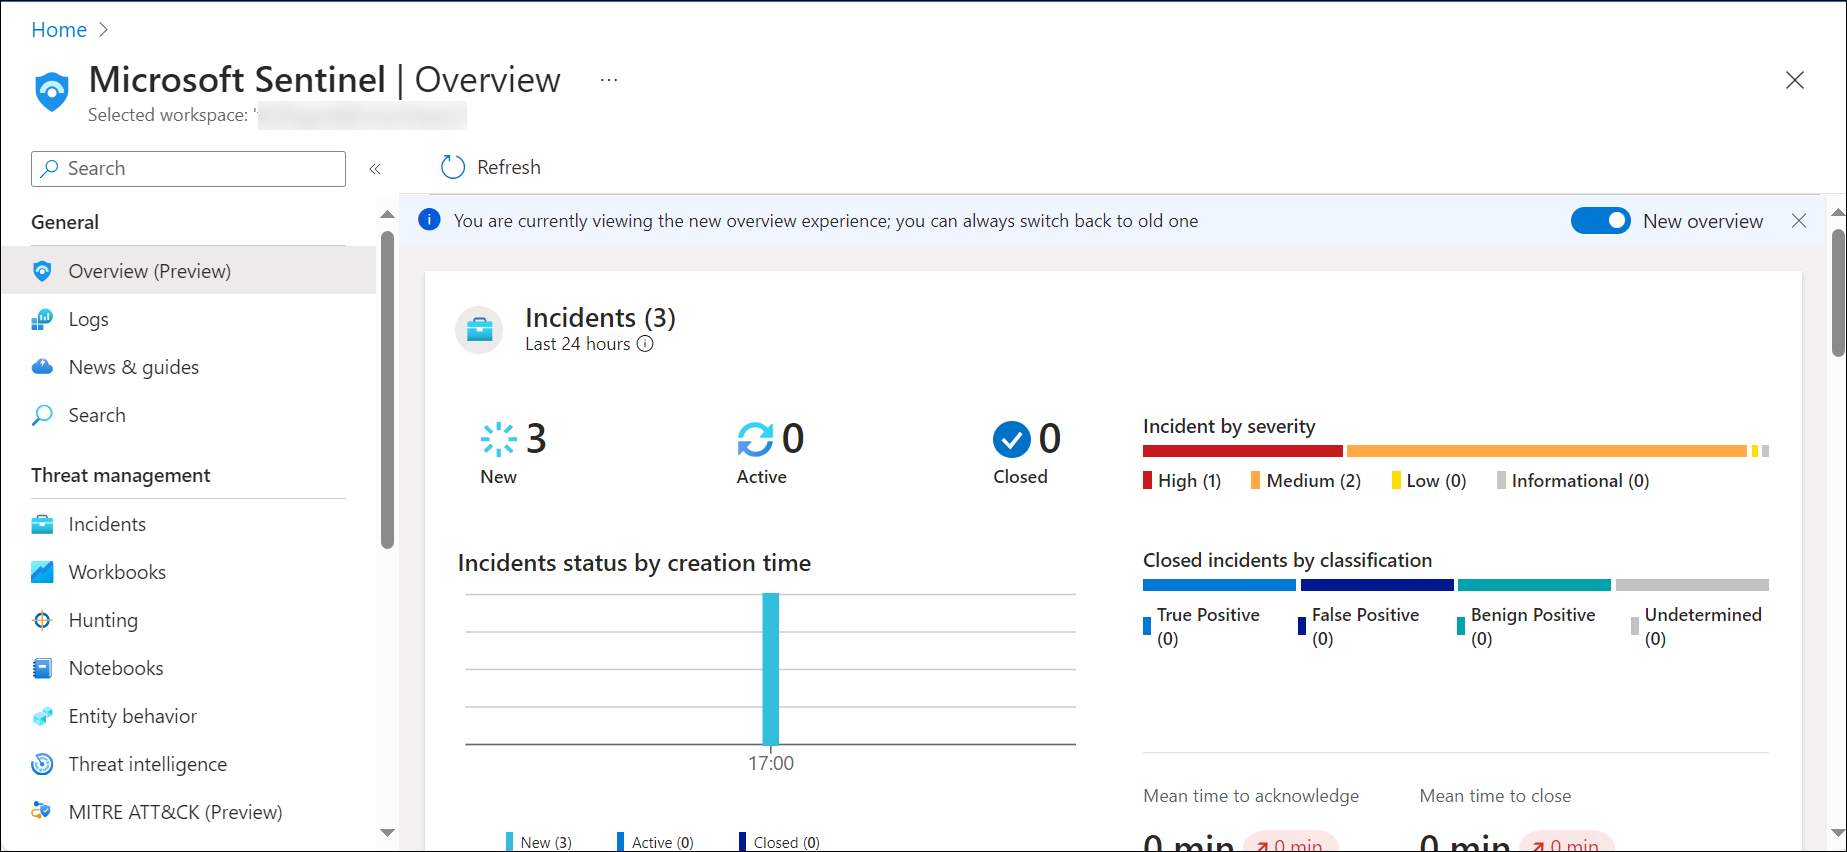 Home
Microsoft Sentinel | Overview ...
Selected workspace: '
Search
«
Refresh
General
Overview (Preview)
Logs
News & guides
Search
Threat management
Incidents
Workbooks
Hunting
Notebooks
Entity behavior
Threat intelligence
MITRE ATT&CK (Preview)
You are currently viewing the new overview experience; you can always switch back to old one
New overview
Incidents (3)
Last 24 hours
3
New
0
Active
0
Closed
Incident by severity
High (1) Medium (2) Low (0) Informational (0)
Incidents status by creation time
17:00
New (3) Active (0) Closed (0)
Closed incidents by classification
True Positive (0)
False Positive (0)
Benign Positive (0)
Undetermined (0)
Mean time to acknowledge
0 min 0 min
Mean time to close
0 min 0 min